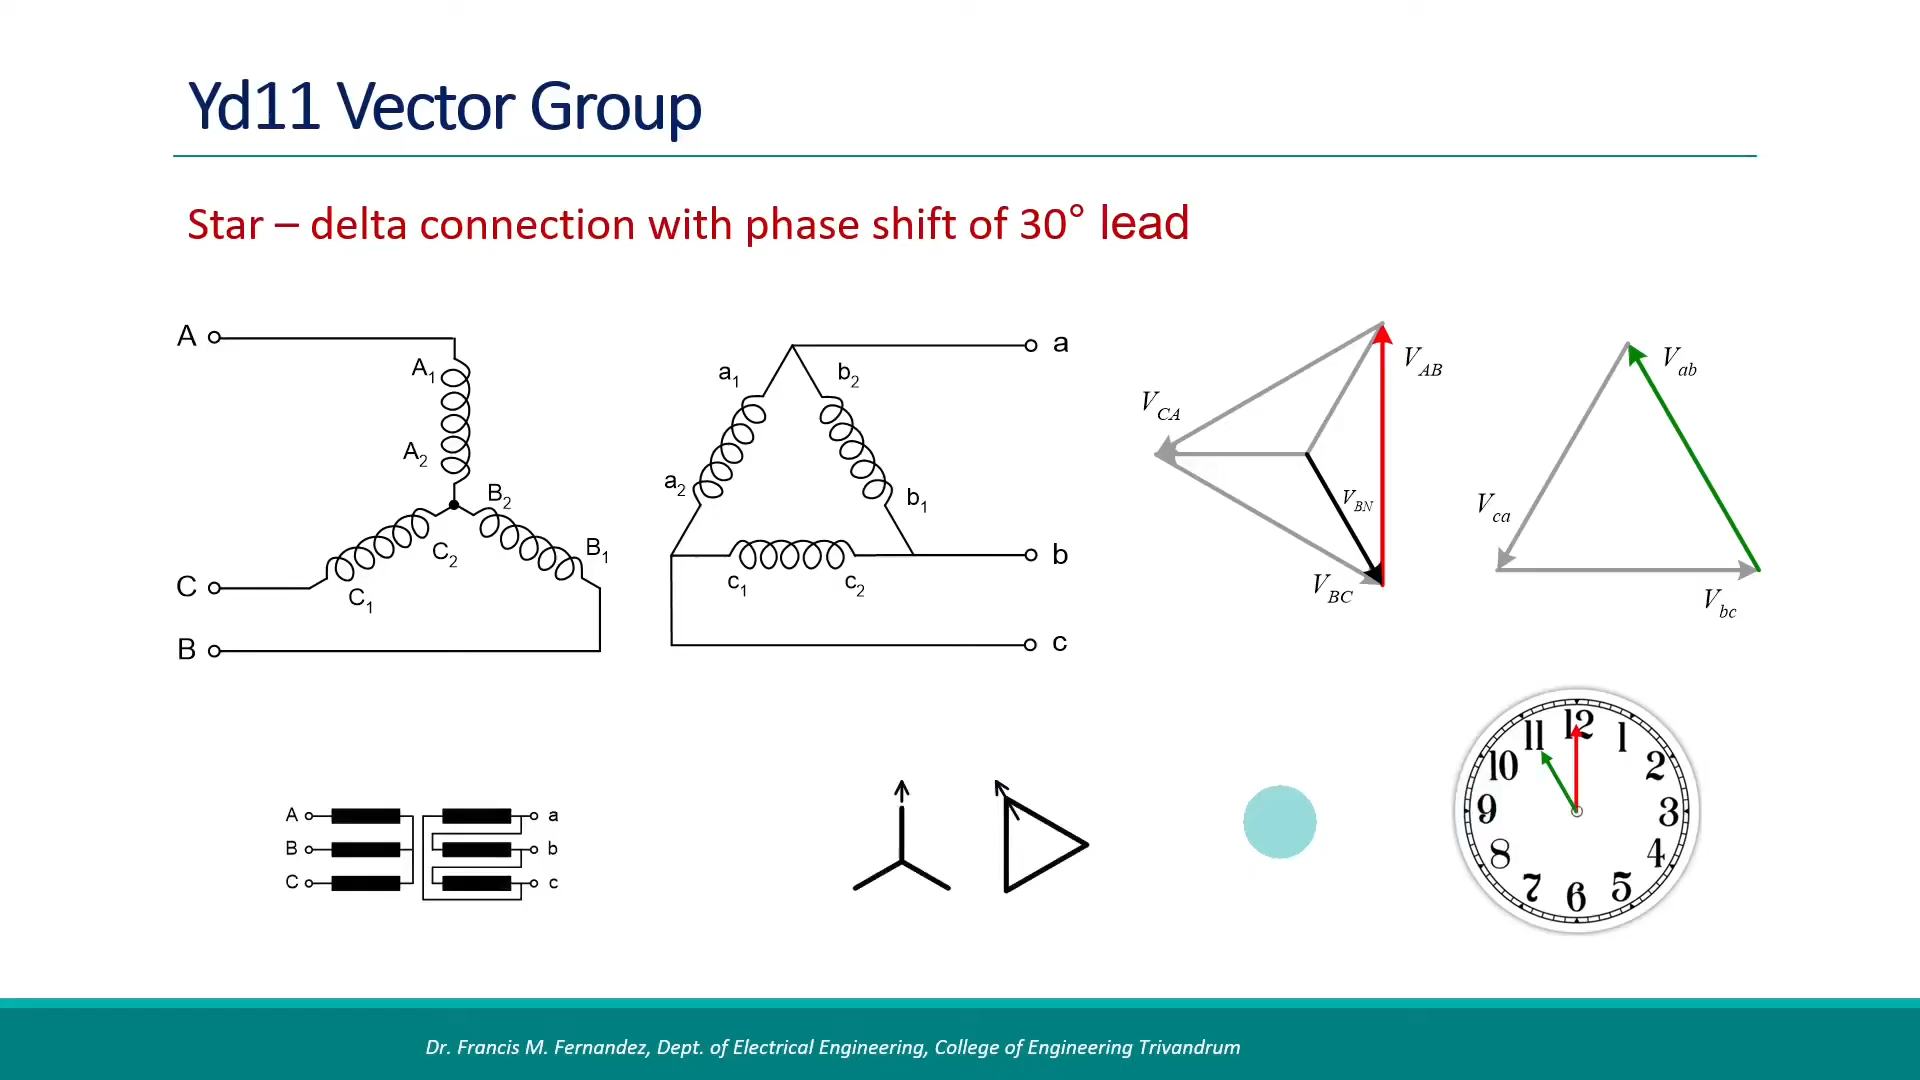 Yd11 Vector Group
Star – delta connection with phase shift of 30° lead
A
A1
A2
B2
B1
C2
C1
C
B
a1
b2
a
a2
b1
b
c1
c2
c
VCA
VAB
VBN
VBC
Vab
Vca
Vbc
A
B
C
a
b
c
12
1
2
3
4
5
6
7
8
9
10
11
Dr. Francis M. Fernandez, Dept. of Electrical Engineering, College of Engineering Trivandrum